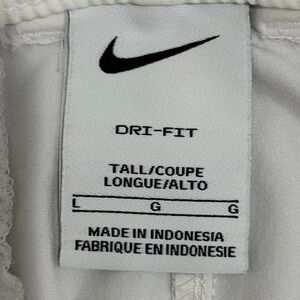 DRI-FIT
TALL/COUPE
LONGUE/ALTO
L G G
MADE IN INDONESIA
FABRIQUE EN INDONESIE